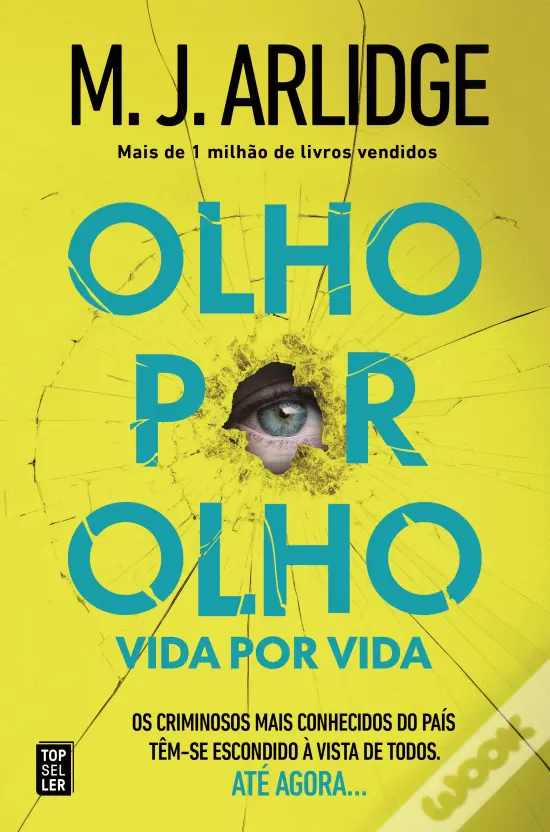 M. J. ARLIDGE
Mais de 1 milhão de livros vendidos
OLHO
POR
OLHO
VIDA POR VIDA
OS CRIMINOSOS MAIS CONHECIDOS DO PAÍS
TÊM-SE ESCONDIDO À VISTA DE TODOS.
ATÉ AGORA...
TOP
SEL
LER
WOOK